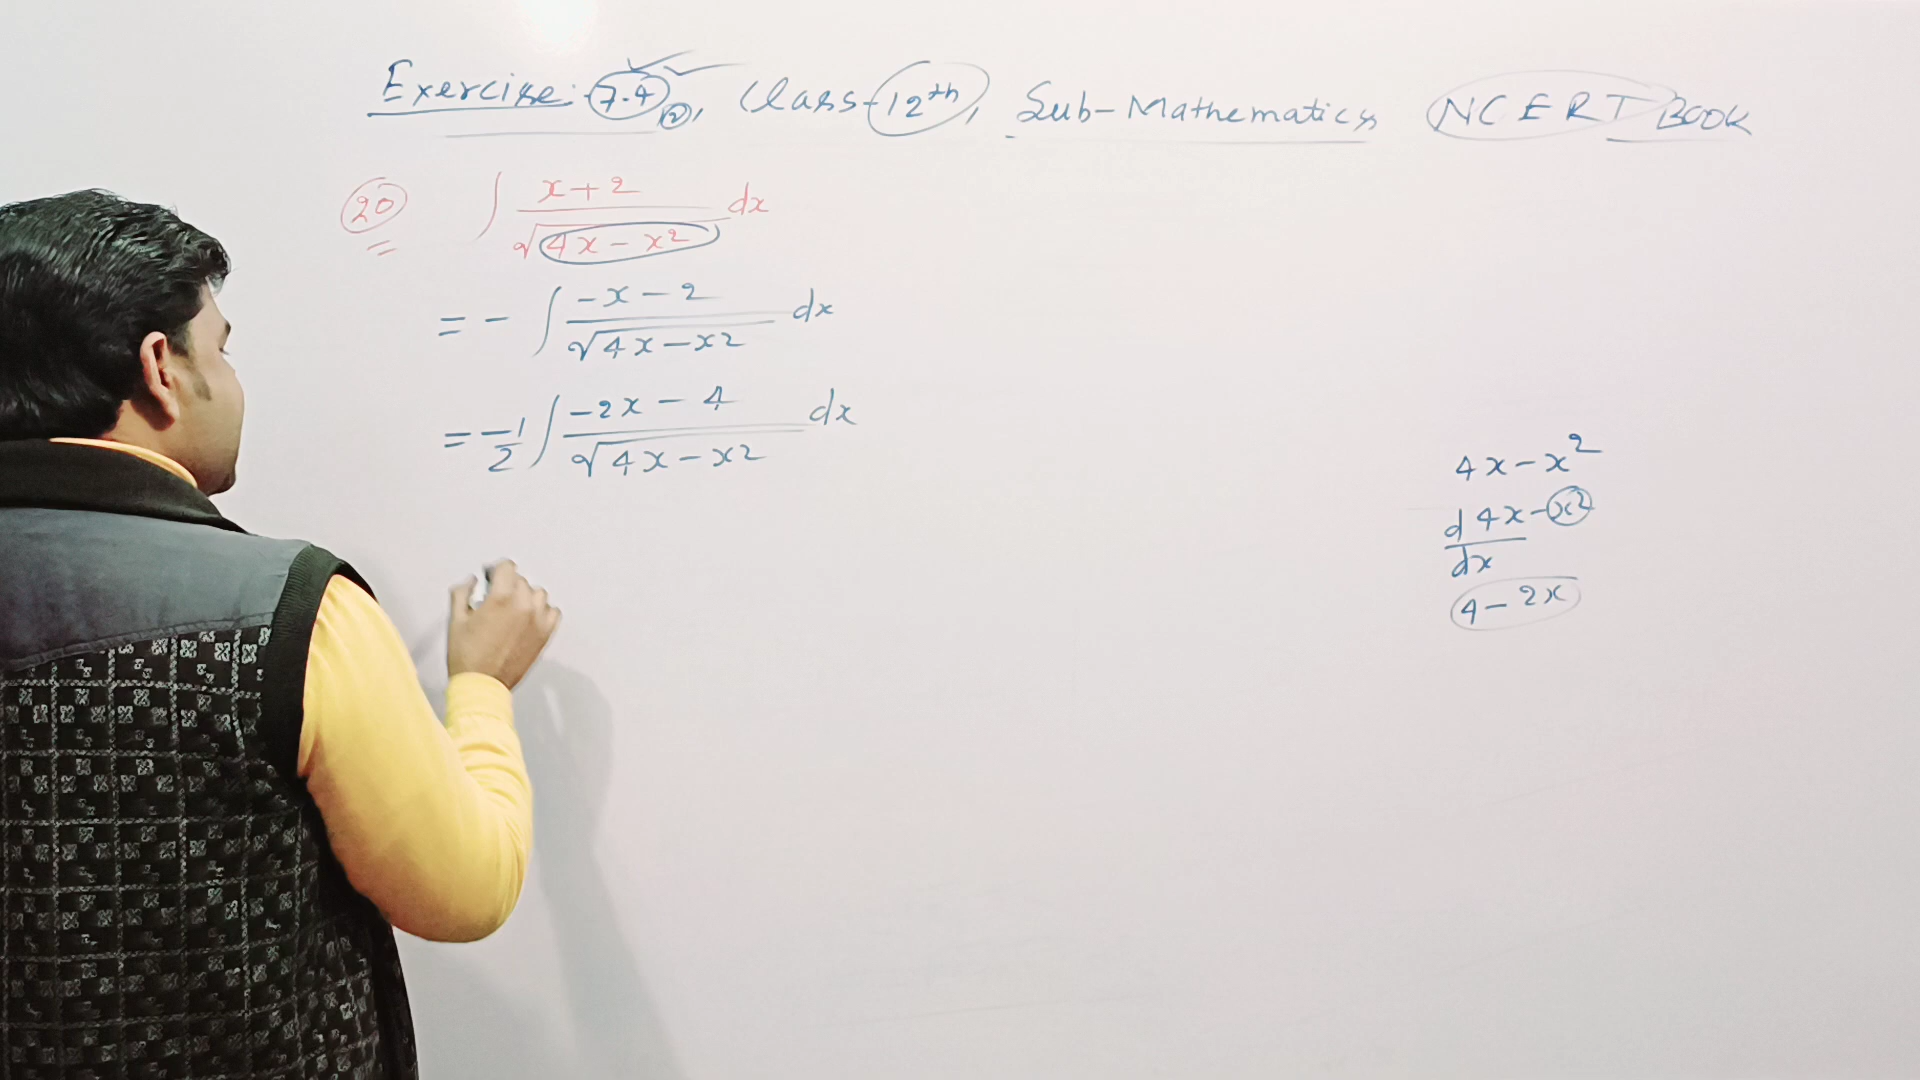 Exercise: 7.4 (2), Class-12th, Sub-Mathematics NCERT BOOK
20 ∫ x+2 / √4x-x² dx
= - ∫ -x-2 / √4x-x2 dx
= -1/2 ∫ -2x-4 / √4x-x2 dx
4x-x²
d/dx 4x-x²
4-2x